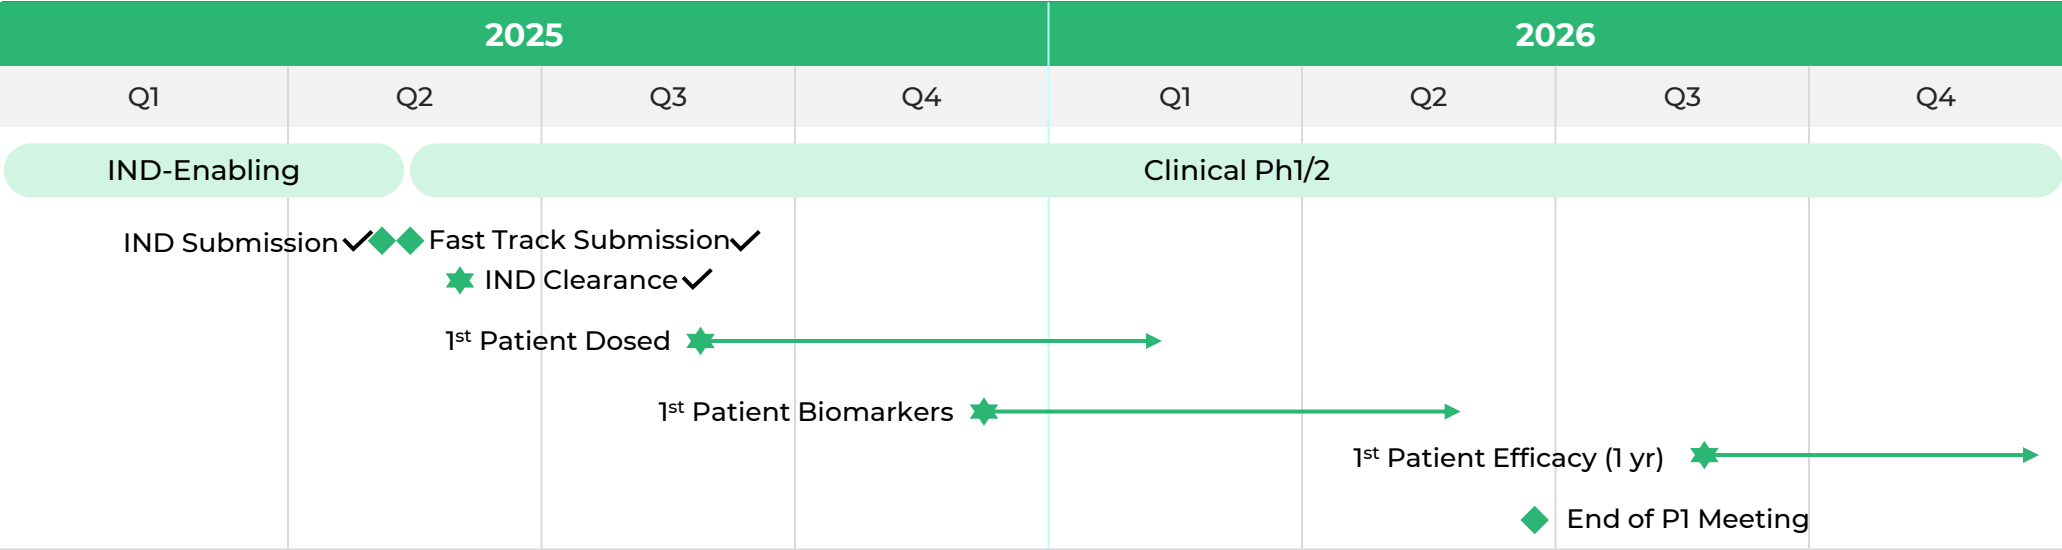 2025 2026
Q1 Q2 Q3 Q4 Q1 Q2 Q3 Q4
IND-Enabling Clinical Ph1/2
IND Submission Fast Track Submission
IND Clearance
1st Patient Dosed
1st Patient Biomarkers
1st Patient Efficacy (1 yr)
End of P1 Meeting